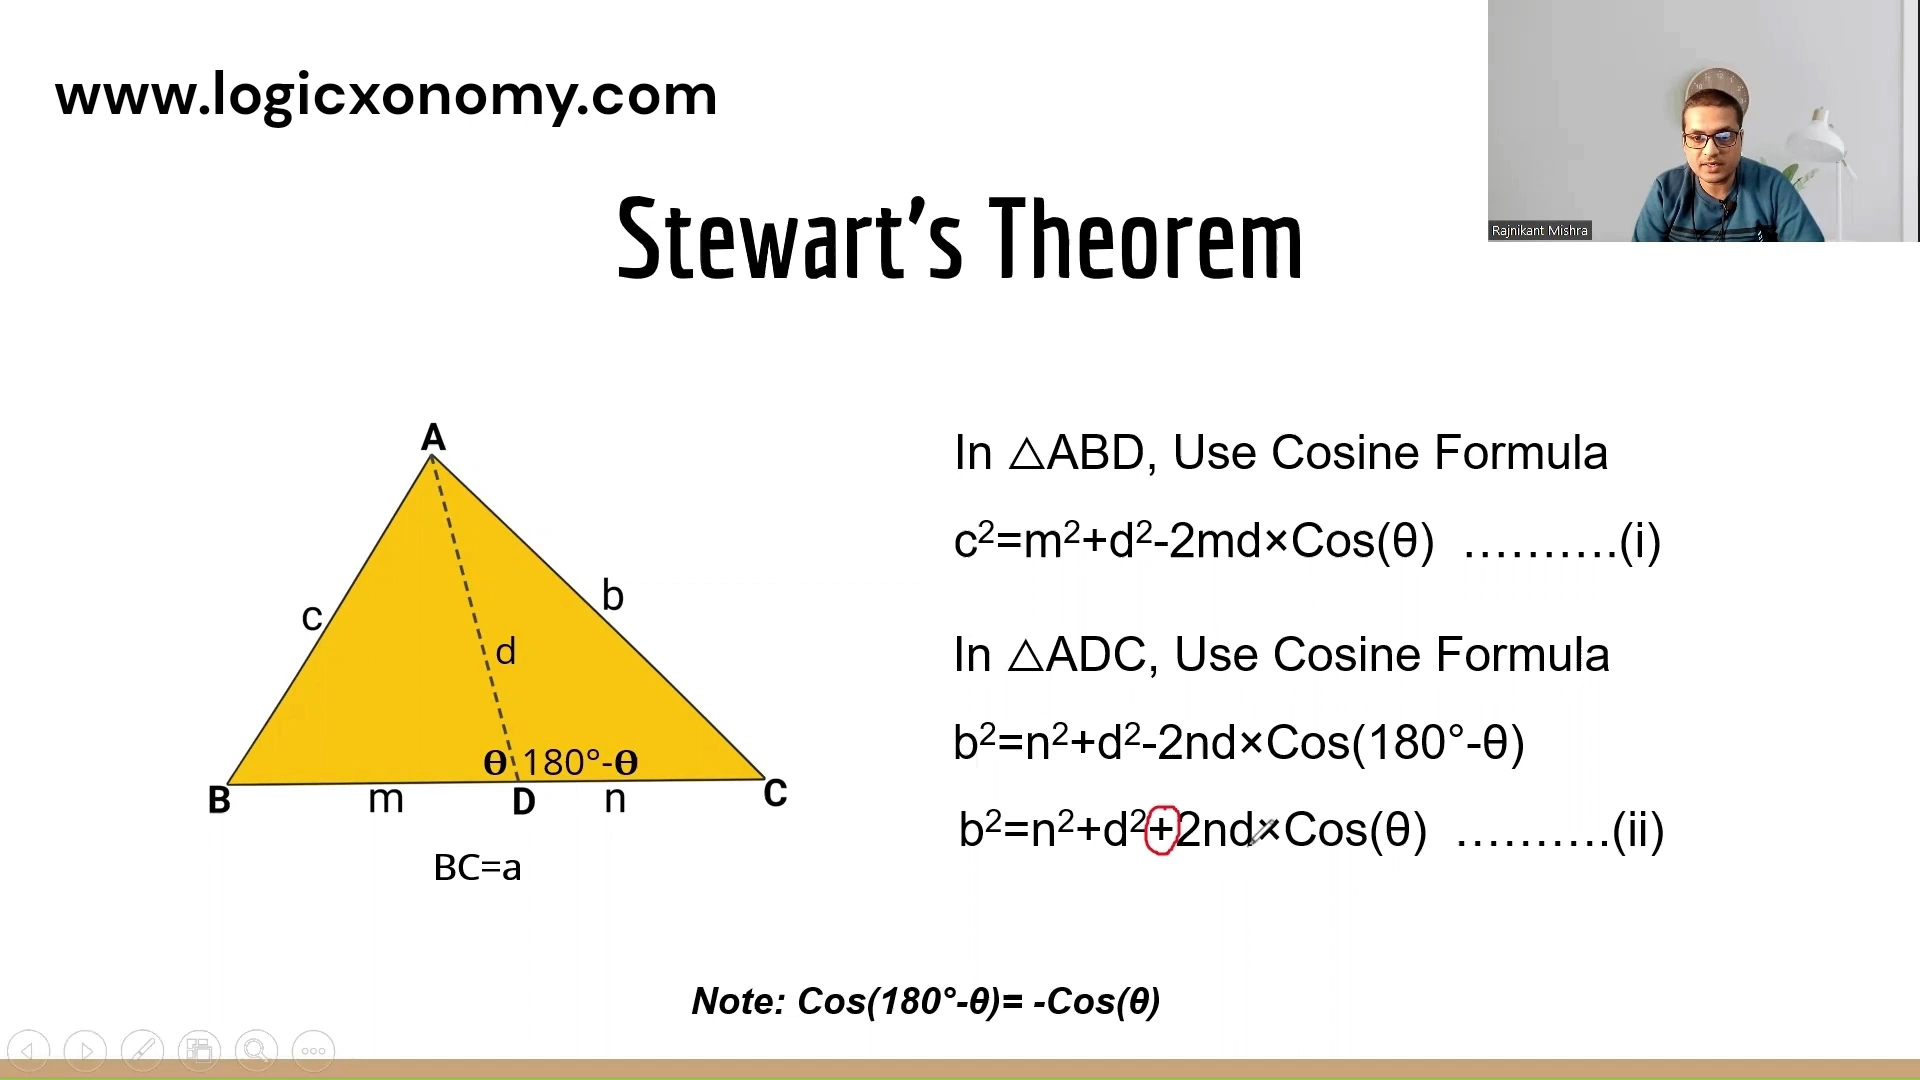 www.logicxonomy.com
Rajnikant Mishra
Stewart's Theorem
A
c
b
d
θ 180°-θ
B
m
D
n
C
BC=a
In △ABD, Use Cosine Formula
c²=m²+d²-2md×Cos(θ) ……….(i)
In △ADC, Use Cosine Formula
b²=n²+d²-2nd×Cos(180°-θ)
b²=n²+d²+2nd×Cos(θ) ……….(ii)
Note: Cos(180°-θ)= -Cos(θ)